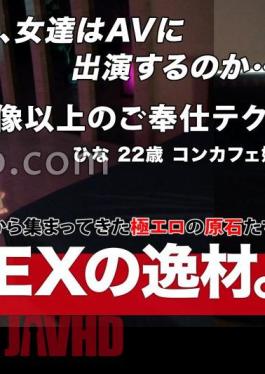 、女達はAVに
出演するのか…
像以上のご奉仕テク
ひな 22歳 コンカフェ
から集まってきた極エロの原石た
EXの逸材。
JAVHD